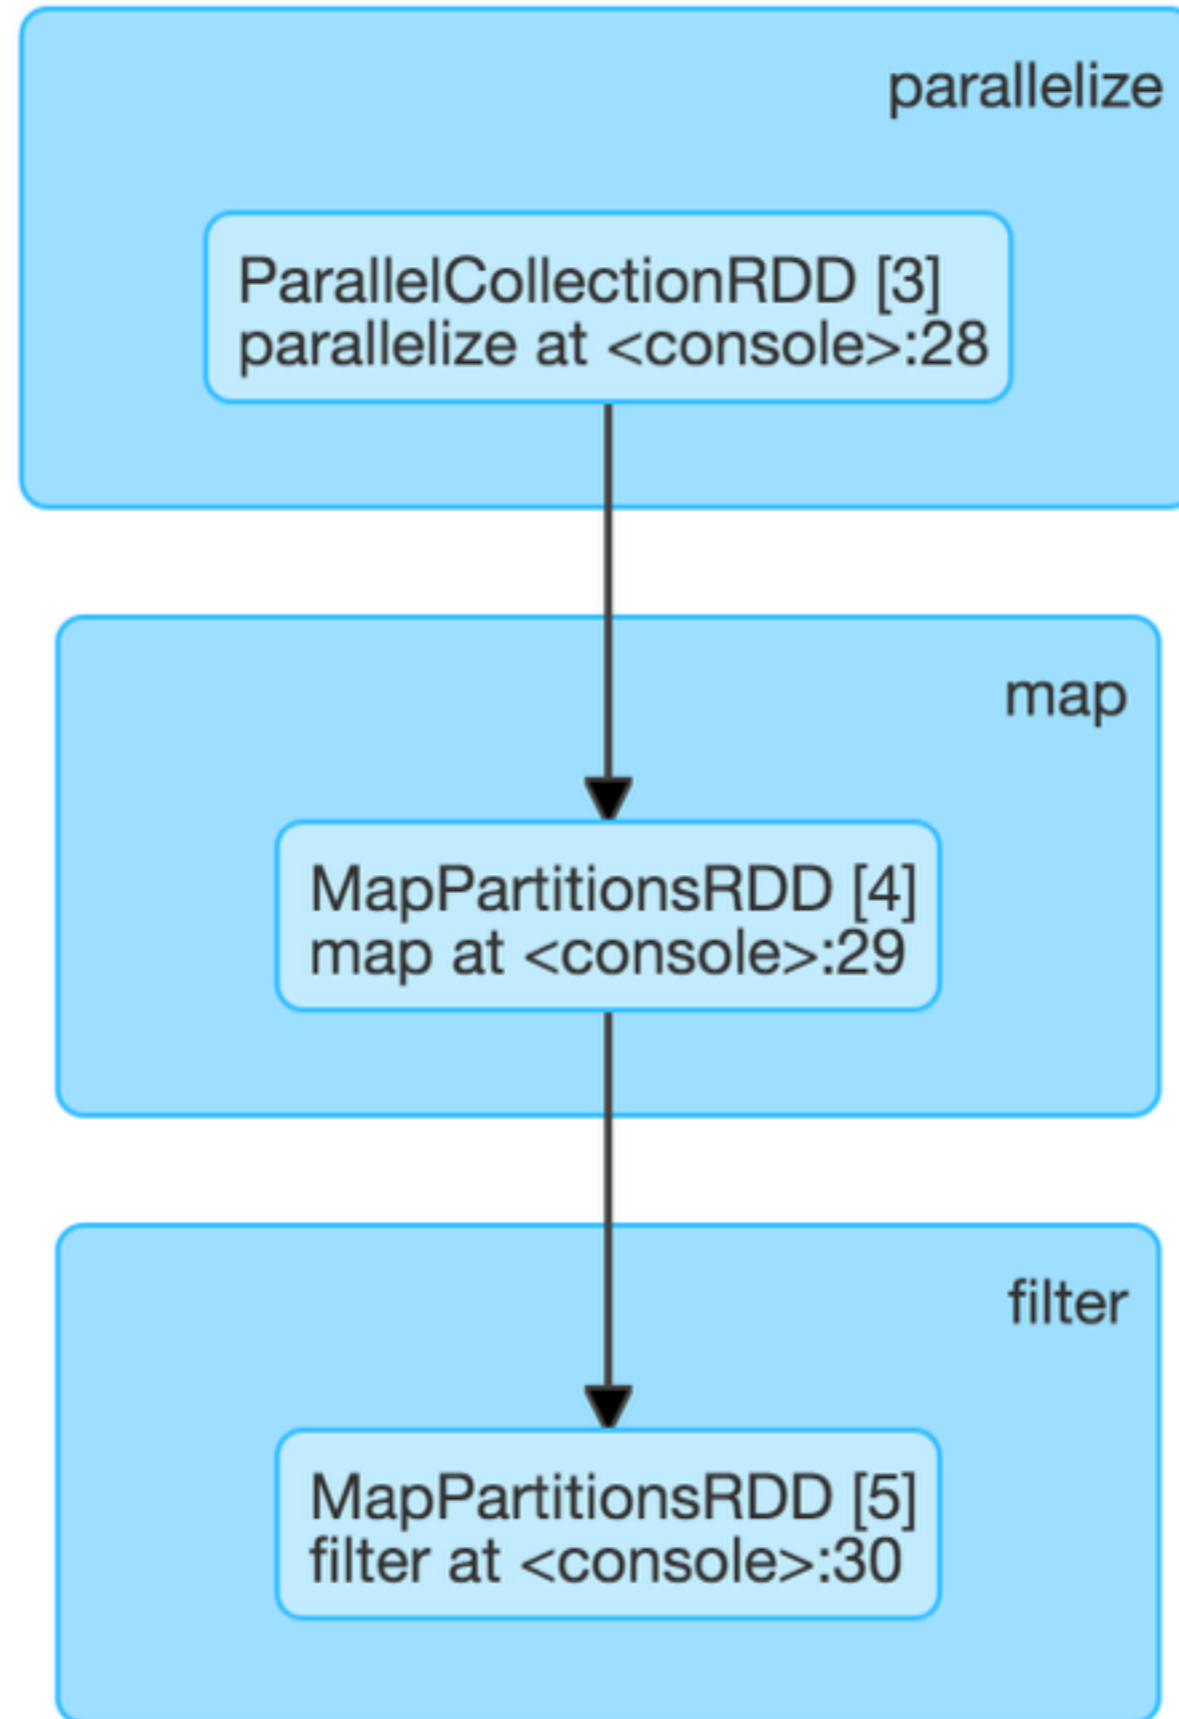 parallelize
ParallelCollectionRDD [3]
parallelize at <console>:28
map
MapPartitionsRDD [4]
map at <console>:29
filter
MapPartitionsRDD [5]
filter at <console>:30